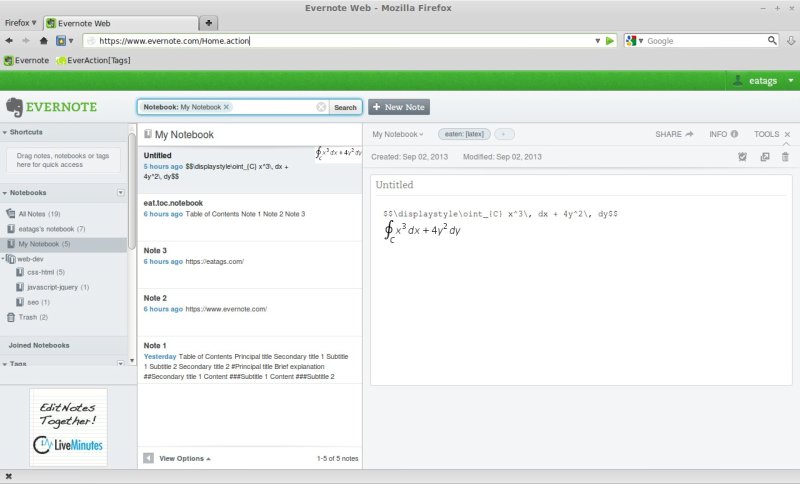 Evernote Web - Mozilla Firefox
Firefox
Evernote Web
https://www.evernote.com/Home.action
Google
Evernote EverAction[Tags]
eatags
EVERNOTE
Notebook: My Notebook
Search
+ New Note
Shortcuts
Drag notes, notebooks or tags
here for quick access
Notebooks
All Notes (19)
eatags's notebook (7)
My Notebook (5)
web-dev
css-html (5)
javascript-jquery (1)
seo (1)
Trash (2)
Joined Notebooks
Tags
EditNotes
Together!
LiveMinutes
My Notebook
Untitled
5 hours ago $$\displaystyle\oint_{C} x^3\, dx +
4y^2\, dy$$
∮C x³ dx + 4y² dy
eat.toc.notebook
6 hours ago Table of Contents Note 1 Note 2 Note 3
Note 3
6 hours ago https://eatags.com/
Note 2
6 hours ago https://www.evernote.com/
Note 1
Yesterday Table of Contents Principal title Secondary title 1 Subtitle
1 Subtitle 2 Secondary title 2 #Principal title Brief explanation
##Secondary title 1 Content ###Subtitle 1 Content ###Subtitle 2
View Options
1-5 of 5 notes
My Notebook
eaten: [latex]
+
SHARE
INFO
TOOLS
Created: Sep 02, 2013
Modified: Sep 02, 2013
Untitled
$$\displaystyle\oint_{C} x^3\, dx + 4y^2\, dy$$
∮C x³ dx + 4y² dy